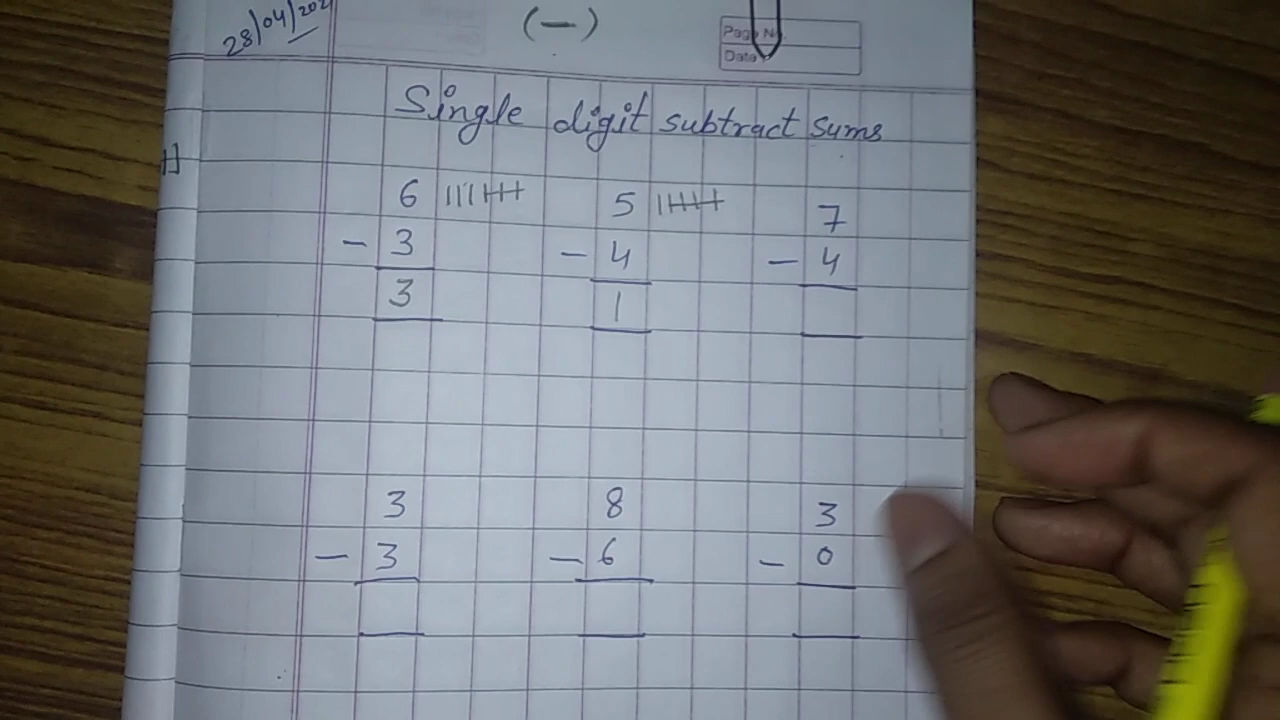 28/04/202
(-)
Page No.
Date
Single digit subtract sums
6 5 7
- 3 - 4 - 4
3 1
3 8 3
- 3 - 6 - 0